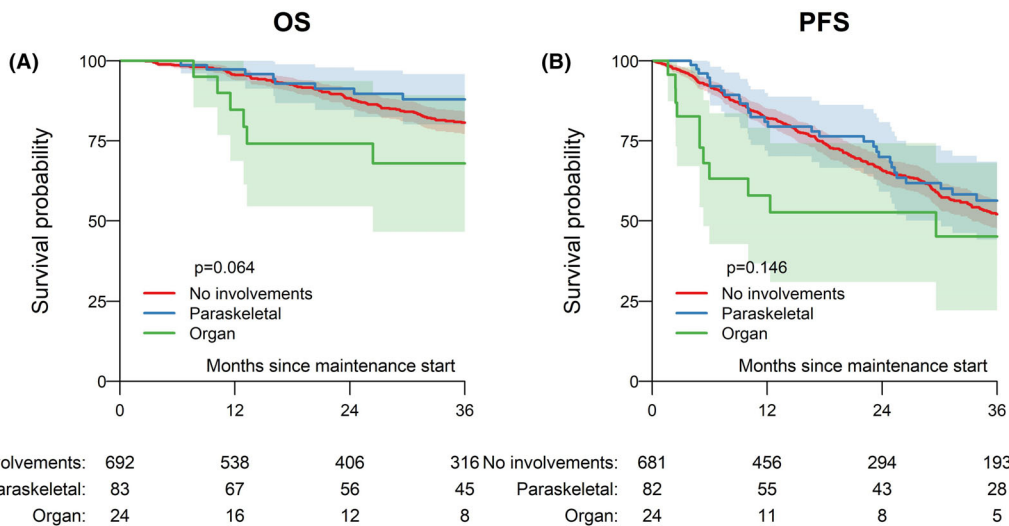 OS
PFS
(A)
100
75
50
25
0
Survival probability
p=0.064
No involvements
Paraskeletal
Organ
Months since maintenance start
0 12 24 36
(B)
100
75
50
25
0
Survival probability
p=0.146
No involvements
Paraskeletal
Organ
Months since maintenance start
0 12 24 36
volvements: 692 538 406 316
araskeletal: 83 67 56 45
Organ: 24 16 12 8
No involvements: 681 456 294 193
Paraskeletal: 82 55 43 28
Organ: 24 11 8 5